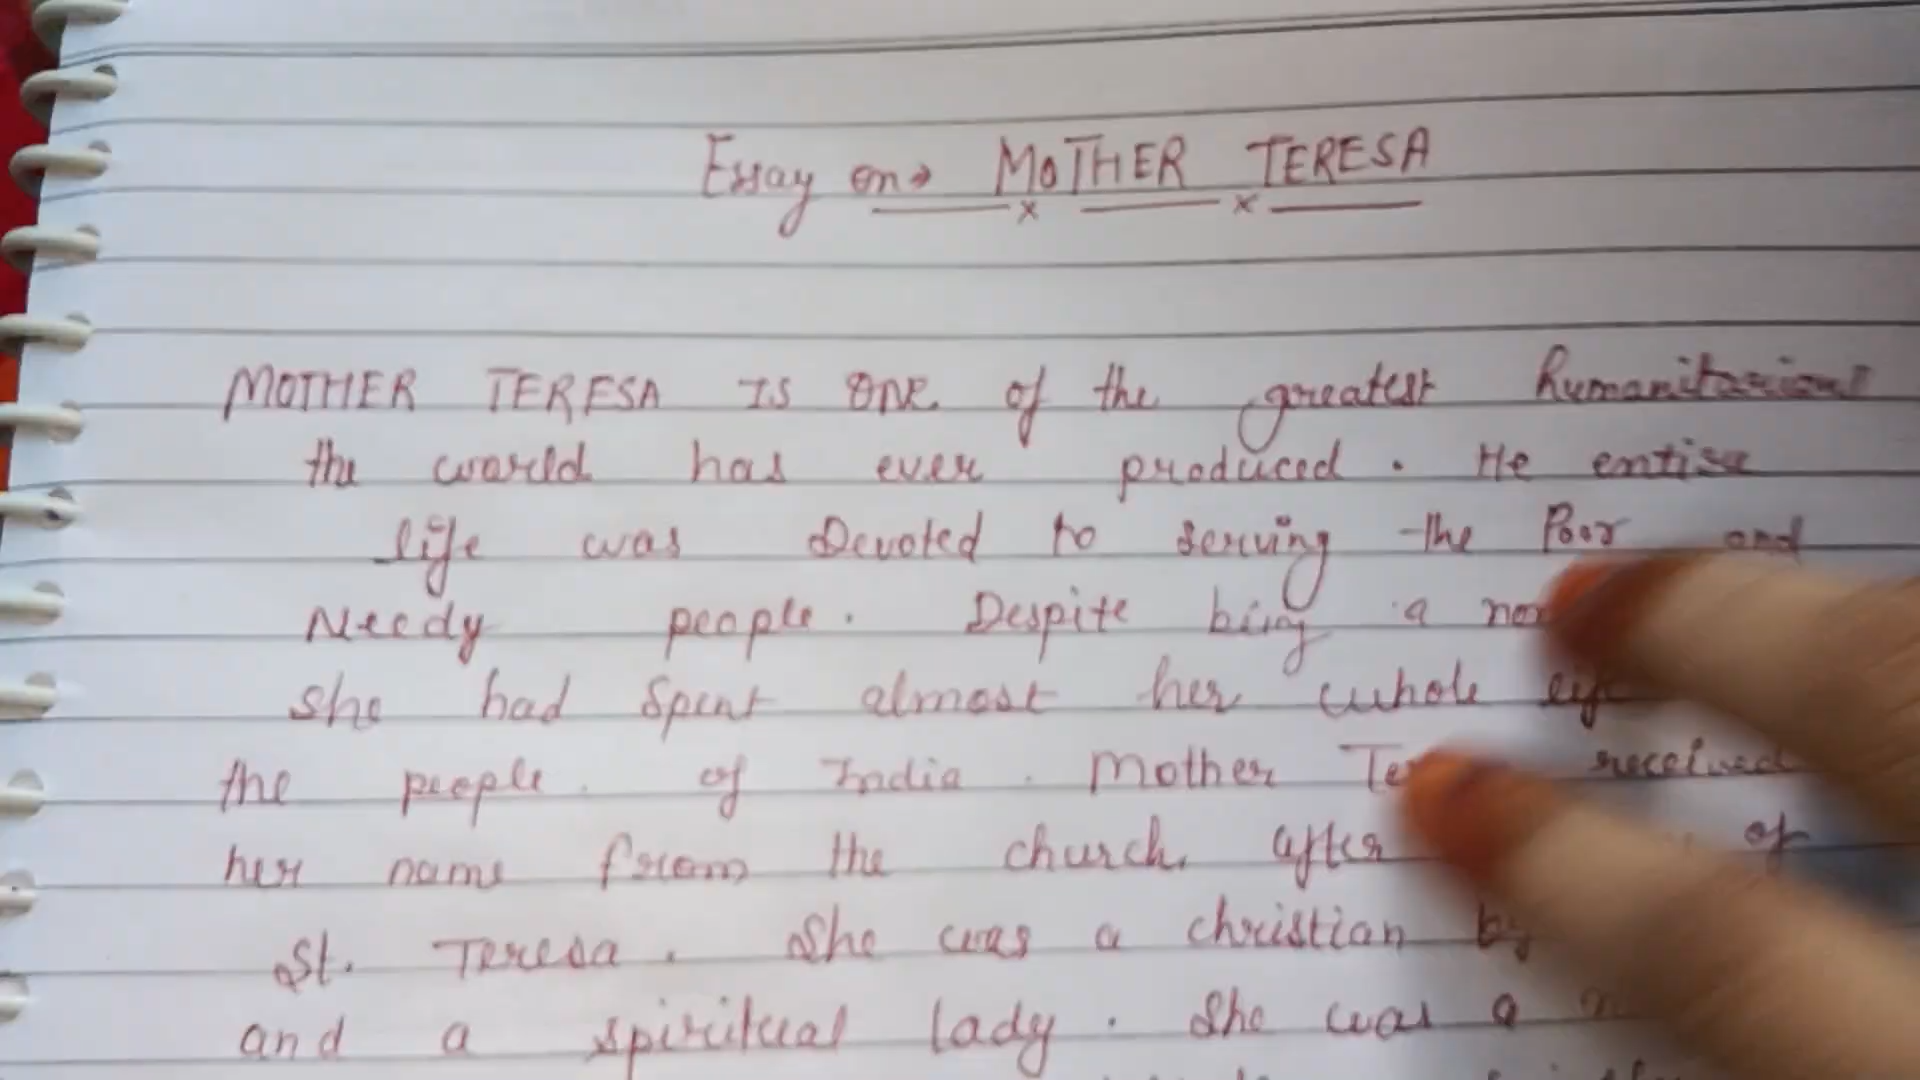 Essay on → MOTHER TERESA
MOTHER TERESA IS ONE of the greatest humanitarians
the world has ever produced. He entire
life was Devoted to serving the Poor and
Needy people. Despite being a
she had spent almost her whole
the people of India. Mother received
her name from the church after of
St. Teresa. She was a christian
and a spiritual lady. She was a